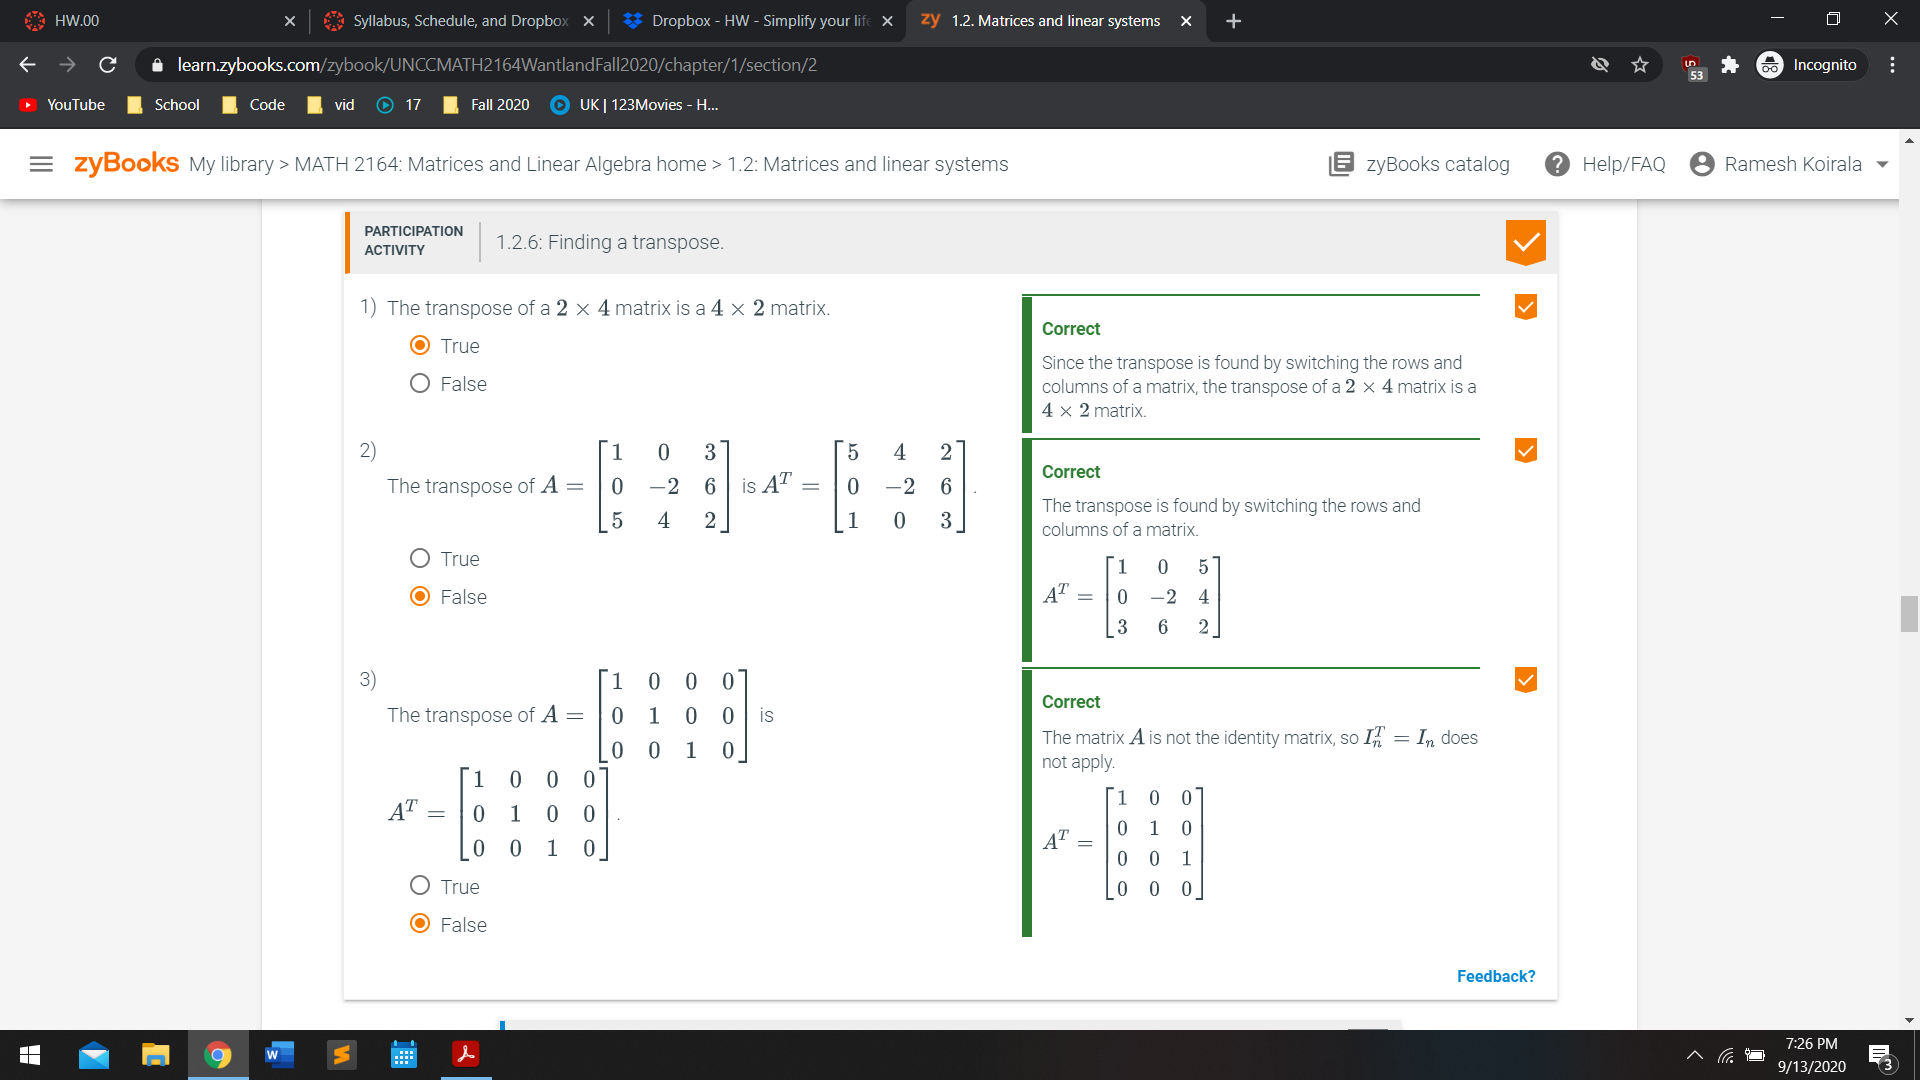 HW.00
Syllabus, Schedule, and Dropbox
Dropbox - HW - Simplify your life
zy 1.2. Matrices and linear systems
learn.zybooks.com/zybook/UNCCMATH2164WantlandFall2020/chapter/1/section/2
53
Incognito
YouTube School Code vid 17 Fall 2020 UK | 123Movies - H...
zyBooks My library > MATH 2164: Matrices and Linear Algebra home > 1.2: Matrices and linear systems
zyBooks catalog
Help/FAQ
Ramesh Koirala
PARTICIPATION
ACTIVITY
1.2.6: Finding a transpose.
1) The transpose of a 2 × 4 matrix is a 4 × 2 matrix.
True
False
Correct
Since the transpose is found by switching the rows and
columns of a matrix, the transpose of a 2 × 4 matrix is a
4 × 2 matrix.
2)
1 0 3 5 4 2
The transpose of A = 0 −2 6 is A^T = 0 −2 6 .
5 4 2 1 0 3
True
False
Correct
The transpose is found by switching the rows and
columns of a matrix.
1 0 5
A^T = 0 −2 4
3 6 2
3)
1 0 0 0
The transpose of A = 0 1 0 0 is
0 0 1 0
1 0 0 0
A^T = 0 1 0 0 .
0 0 1 0
True
False
Correct
The matrix A is not the identity matrix, so I_n^T = I_n does
not apply.
1 0 0
0 1 0
A^T =
0 0 1
0 0 0
Feedback?
7:26 PM
9/13/2020
3